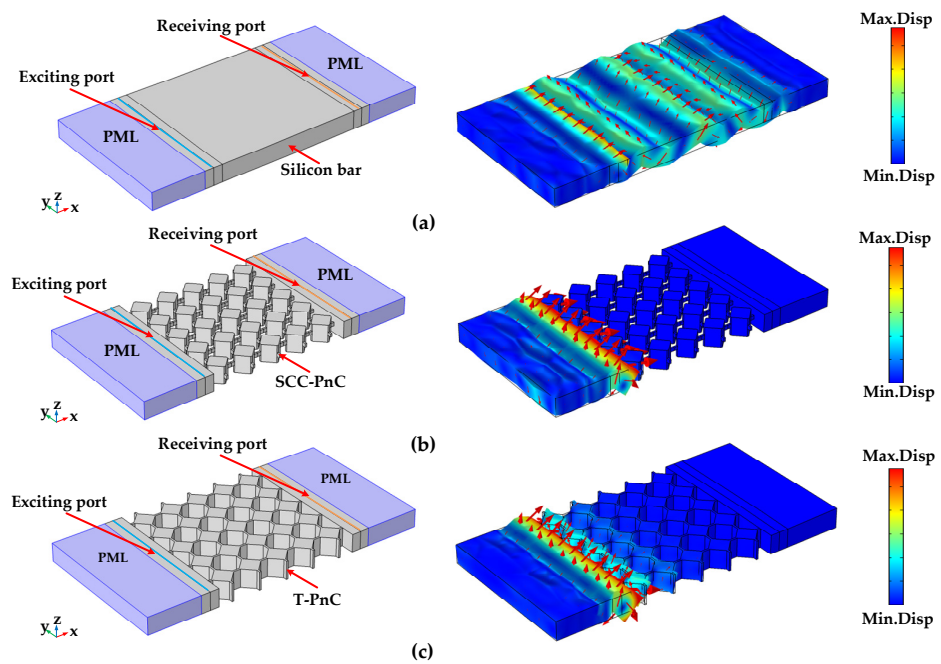 Receiving port
PML
Exciting port
PML
Silicon bar
y z x
Max.Disp
Min.Disp
(a)
Receiving port
PML
Exciting port
PML
SCC-PnC
y z x
Max.Disp
Min.Disp
(b)
Receiving port
PML
Exciting port
PML
T-PnC
y z x
Max.Disp
Min.Disp
(c)